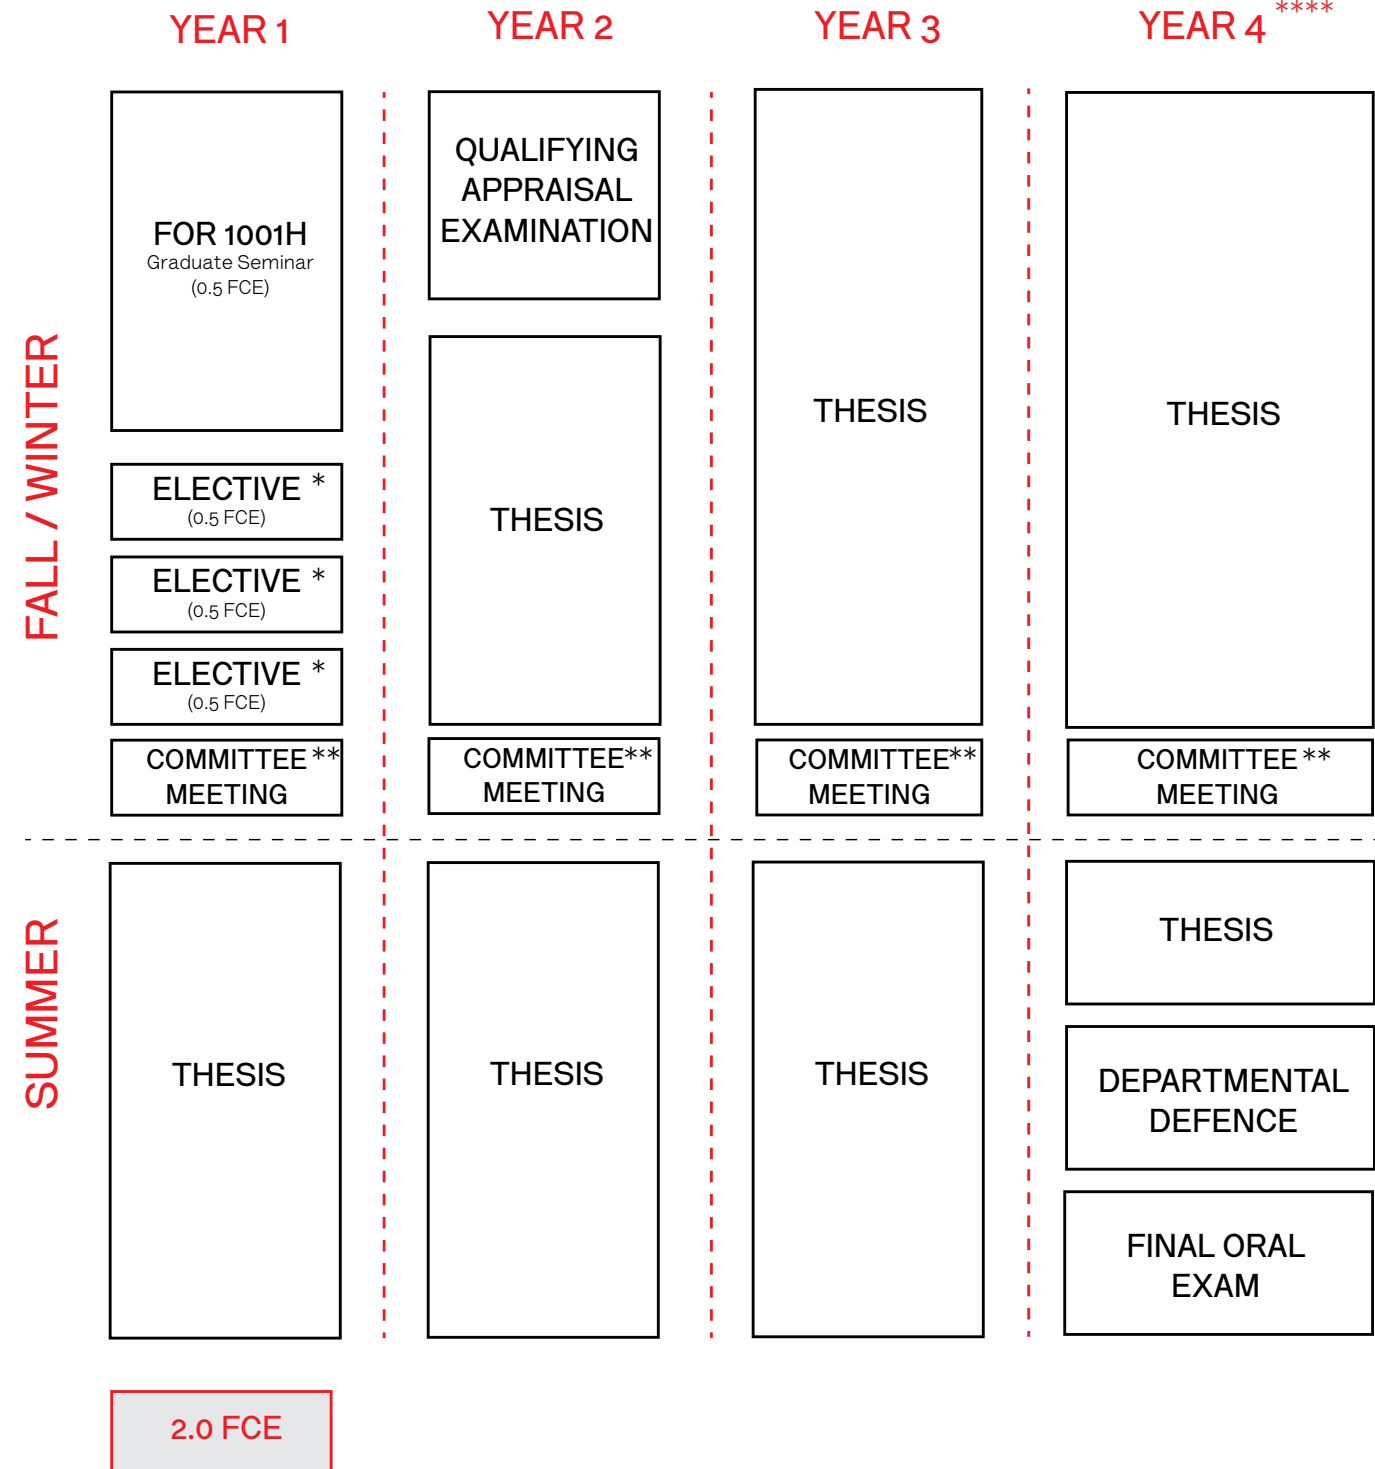 YEAR 1
YEAR 2
YEAR 3
YEAR 4 ****
FALL / WINTER
FOR 1001H
Graduate Seminar
(0.5 FCE)
ELECTIVE *
(0.5 FCE)
ELECTIVE *
(0.5 FCE)
ELECTIVE *
(0.5 FCE)
COMMITTEE **
MEETING
QUALIFYING
APPRAISAL
EXAMINATION
THESIS
COMMITTEE**
MEETING
THESIS
COMMITTEE**
MEETING
THESIS
COMMITTEE **
MEETING
SUMMER
THESIS
THESIS
THESIS
THESIS
DEPARTMENTAL
DEFENCE
FINAL ORAL
EXAM
2.0 FCE